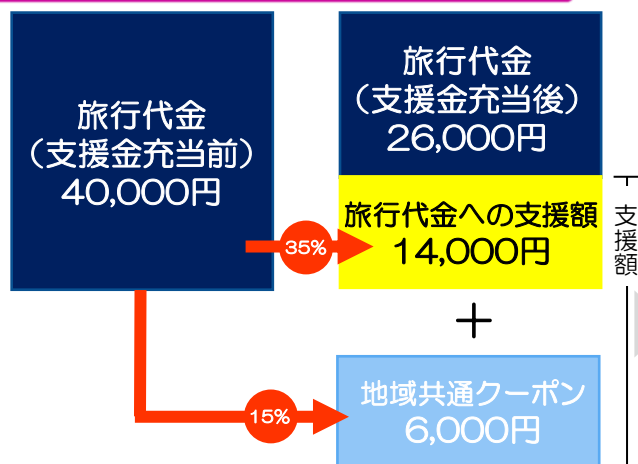 旅行代金
（支援金充当前）
40,000円
旅行代金
（支援金充当後）
26,000円
旅行代金への支援額
14,000円
35%
＋
地域共通クーポン
6,000円
15%
支援額